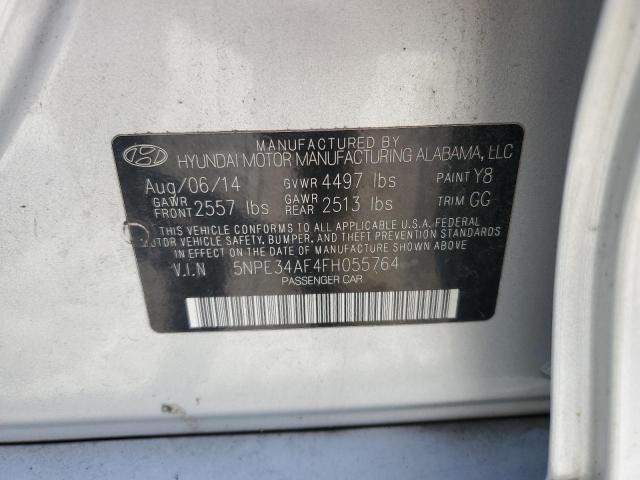 MANUFACTURED BY
HYUNDAI MOTOR MANUFACTURING ALABAMA, LLC
Aug/06/14 GVWR 4497 lbs PAINT Y8
GAWR FRONT 2557 lbs GAWR REAR 2513 lbs TRIM GG
THIS VEHICLE CONFORMS TO ALL APPLICABLE U.S.A. FEDERAL
MOTOR VEHICLE SAFETY, BUMPER, AND THEFT PREVENTION STANDARDS
IN EFFECT ON THE DATE OF MANUFACTURE SHOWN ABOVE.
V.I.N 5NPE34AF4FH055764
PASSENGER CAR